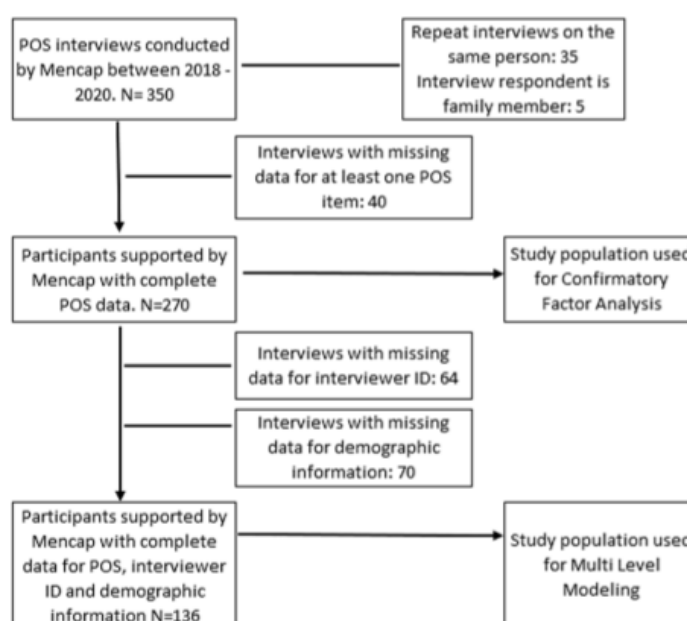 POS interviews conducted
by Mencap between 2018 -
2020. N= 350
Repeat interviews on the
same person: 35
Interview respondent is
family member: 5
Interviews with missing
data for at least one POS
item: 40
Participants supported by
Mencap with complete
POS data. N=270
Study population used
for Confirmatory
Factor Analysis
Interviews with missing
data for interviewer ID: 64
Interviews with missing
data for demographic
information: 70
Participants supported by
Mencap with complete
data for POS, interviewer
ID and demographic
information N=136
Study population used
for Multi Level
Modeling